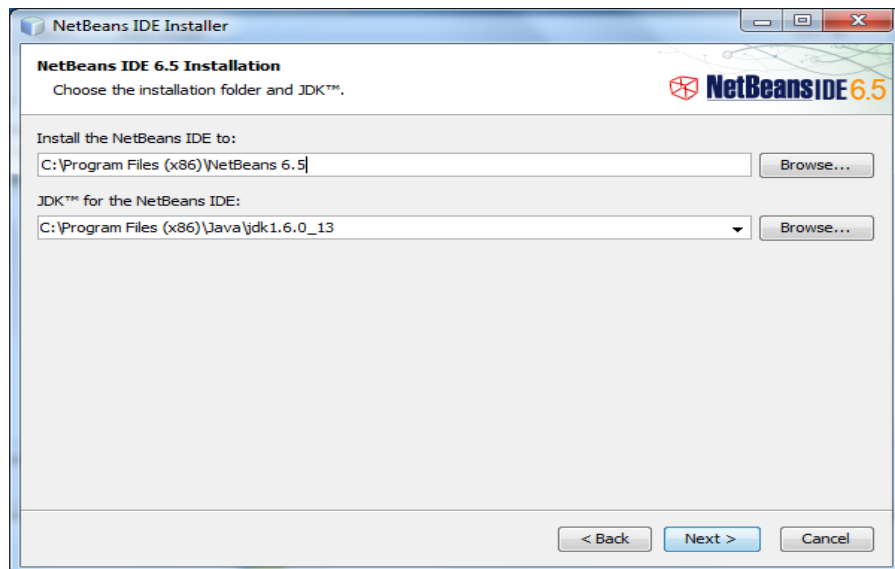 NetBeans IDE Installer
NetBeans IDE 6.5 Installation
Choose the installation folder and JDK™.
NetBeans IDE 6.5
Install the NetBeans IDE to:
C:\Program Files (x86)\NetBeans 6.5
Browse...
JDK™ for the NetBeans IDE:
C:\Program Files (x86)\Java\jdk1.6.0_13
Browse...
< Back Next > Cancel